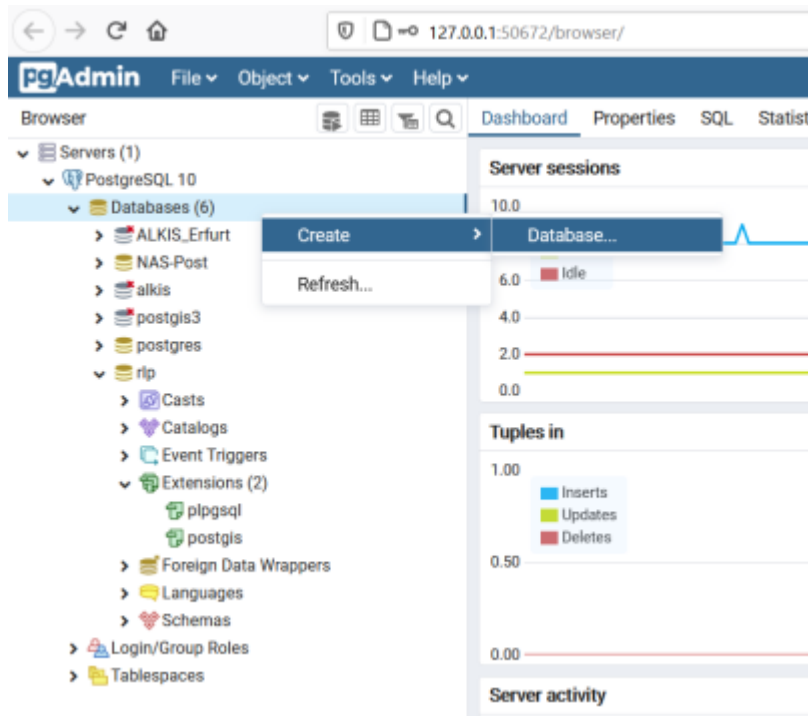 127.0.0.1:50672/browser/
pgAdmin File Object Tools Help
Browser
Dashboard Properties SQL Statist
Servers (1)
PostgreSQL 10
Databases (6)
ALKIS_Erfurt
NAS-Post
alkis
postgis3
postgres
rlp
Casts
Catalogs
Event Triggers
Extensions (2)
plpgsql
postgis
Foreign Data Wrappers
Languages
Schemas
Login/Group Roles
Tablespaces
Create
Refresh...
Database...
Server sessions
10.0
6.0
Idle
4.0
2.0
0.0
Tuples in
1.00
Inserts
Updates
Deletes
0.50
0.00
Server activity